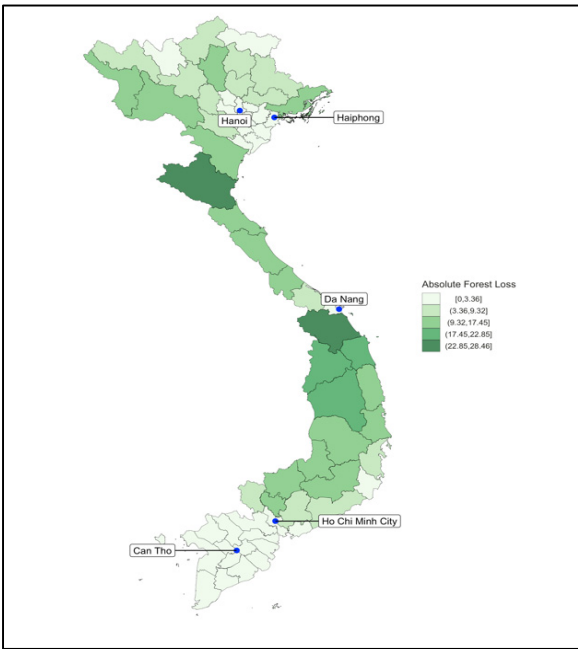 Hanoi
Haiphong
Da Nang
Absolute Forest Loss
[0,3.36]
(3.36,9.32]
(9.32,17.45]
(17.45,22.85]
(22.85,28.46]
Ho Chi Minh City
Can Tho